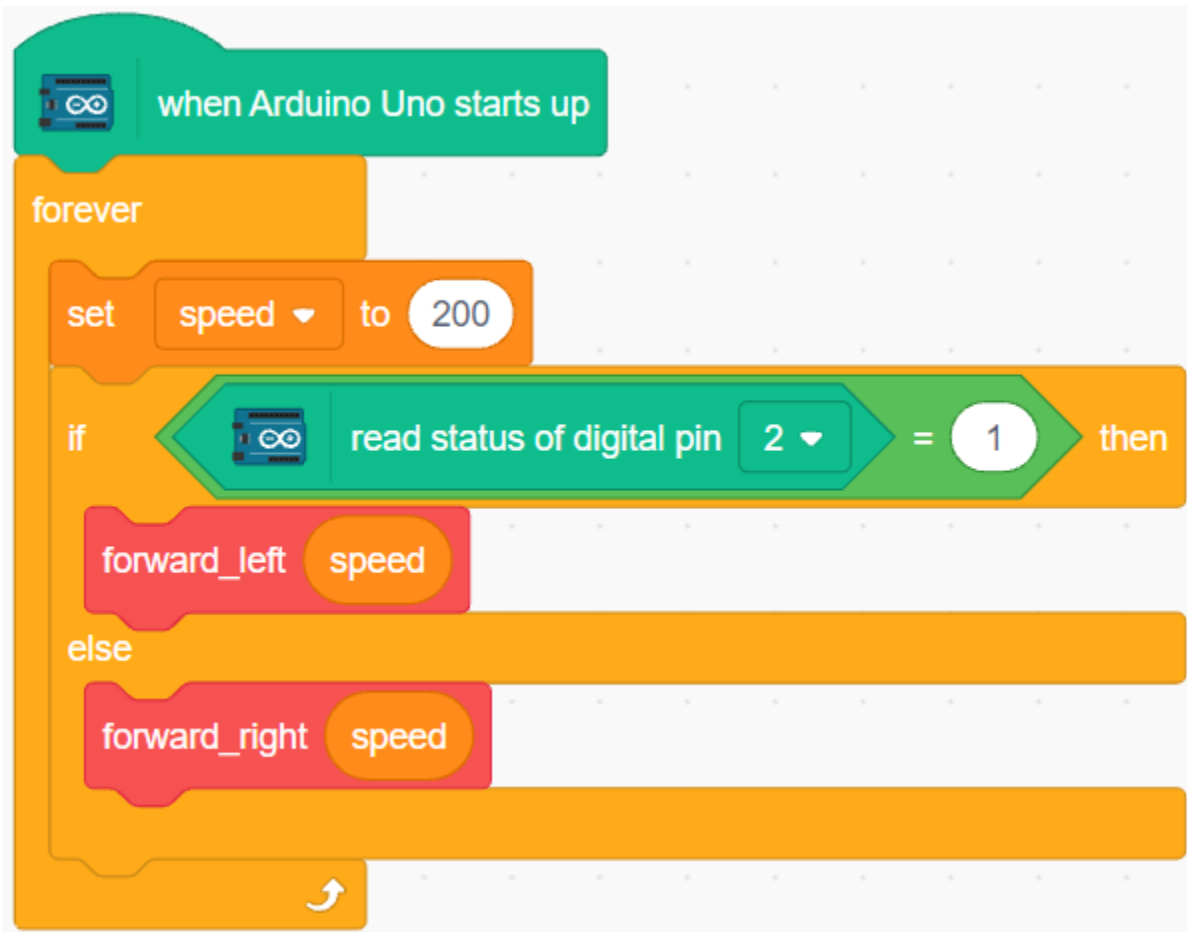 when Arduino Uno starts up
forever
set speed to 200
if read status of digital pin 2 = 1 then
forward_left speed
else
forward_right speed